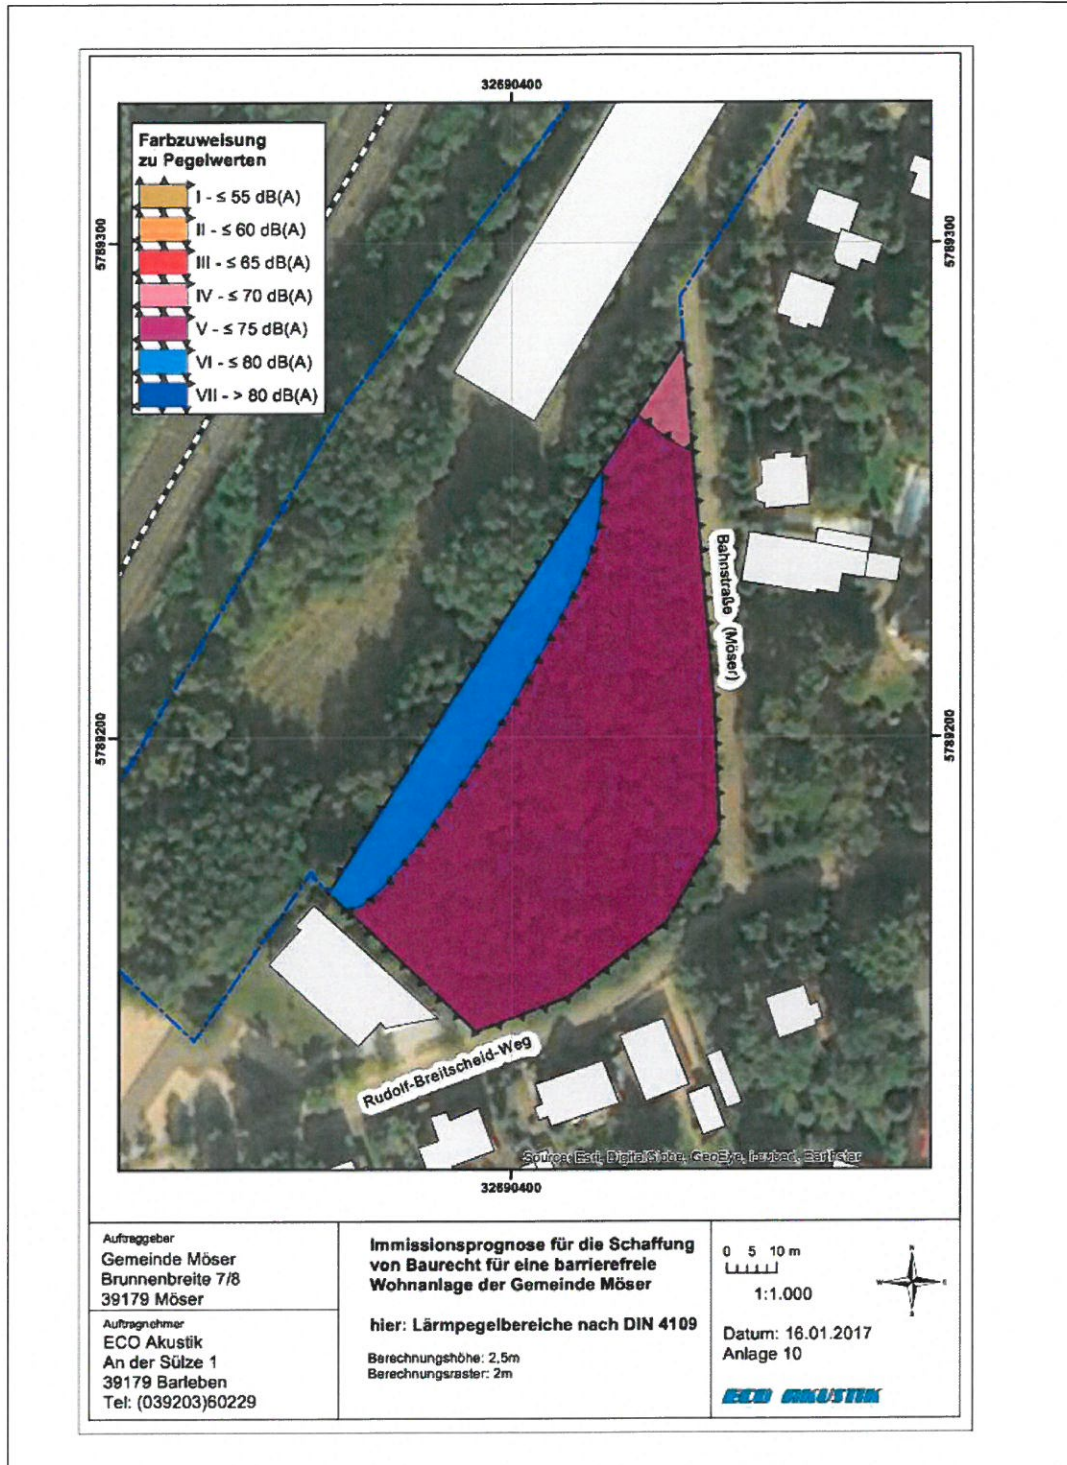 32690400
Farbzuweisung
zu Pegelwerten
I - ≤ 55 dB(A)
II - ≤ 60 dB(A)
III - ≤ 65 dB(A)
IV - ≤ 70 dB(A)
V - ≤ 75 dB(A)
VI - ≤ 80 dB(A)
VII - > 80 dB(A)
5789300
5789300
Bahnstraße (Möser)
5789200
5789200
Rudolf-Breitscheid-Weg
Source: Esri, DigitalGlobe, GeoEye, i-cubed, Earthstar
32690400
Auftraggeber
Gemeinde Möser
Brunnenbreite 7/8
39179 Möser
Auftragnehmer
ECO Akustik
An der Sülze 1
39179 Barleben
Tel: (039203)60229
Immissionsprognose für die Schaffung
von Baurecht für eine barrierefreie
Wohnanlage der Gemeinde Möser
hier: Lärmpegelbereiche nach DIN 4109
Berechnungshöhe: 2,5m
Berechnungsraster: 2m
0 5 10 m
1:1.000
N
W
S
Datum: 16.01.2017
Anlage 10
ECO AKUSTIK